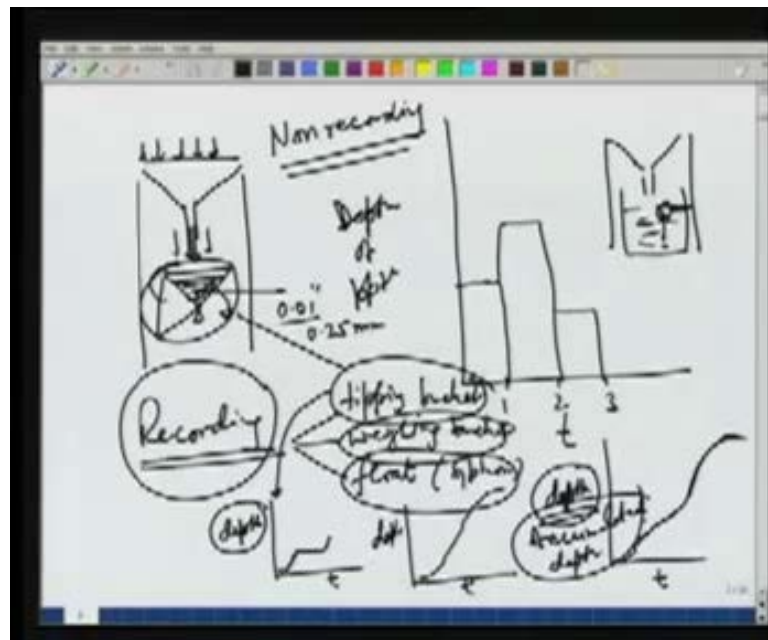 Non recording
Depth
of
0.01"
0.25 mm
1 2 3
t
Recording
tipping bucket
weighing bucket
float (syphon)
depth
t
dept
t
depth
Accumulated
depth
t